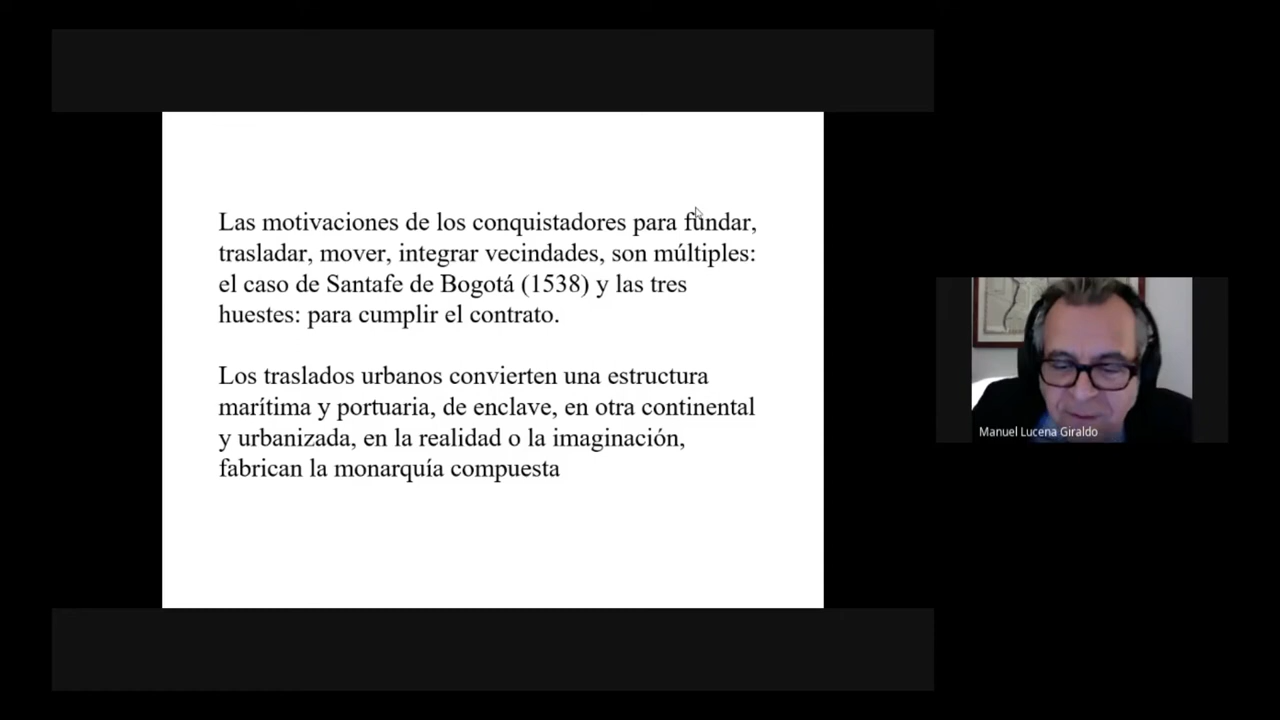 Las motivaciones de los conquistadores para fundar,
trasladar, mover, integrar vecindades, son múltiples:
el caso de Santafe de Bogotá (1538) y las tres
huestes: para cumplir el contrato.
Los traslados urbanos convierten una estructura
marítima y portuaria, de enclave, en otra continental
y urbanizada, en la realidad o la imaginación,
fabrican la monarquía compuesta
Manuel Lucena Giraldo